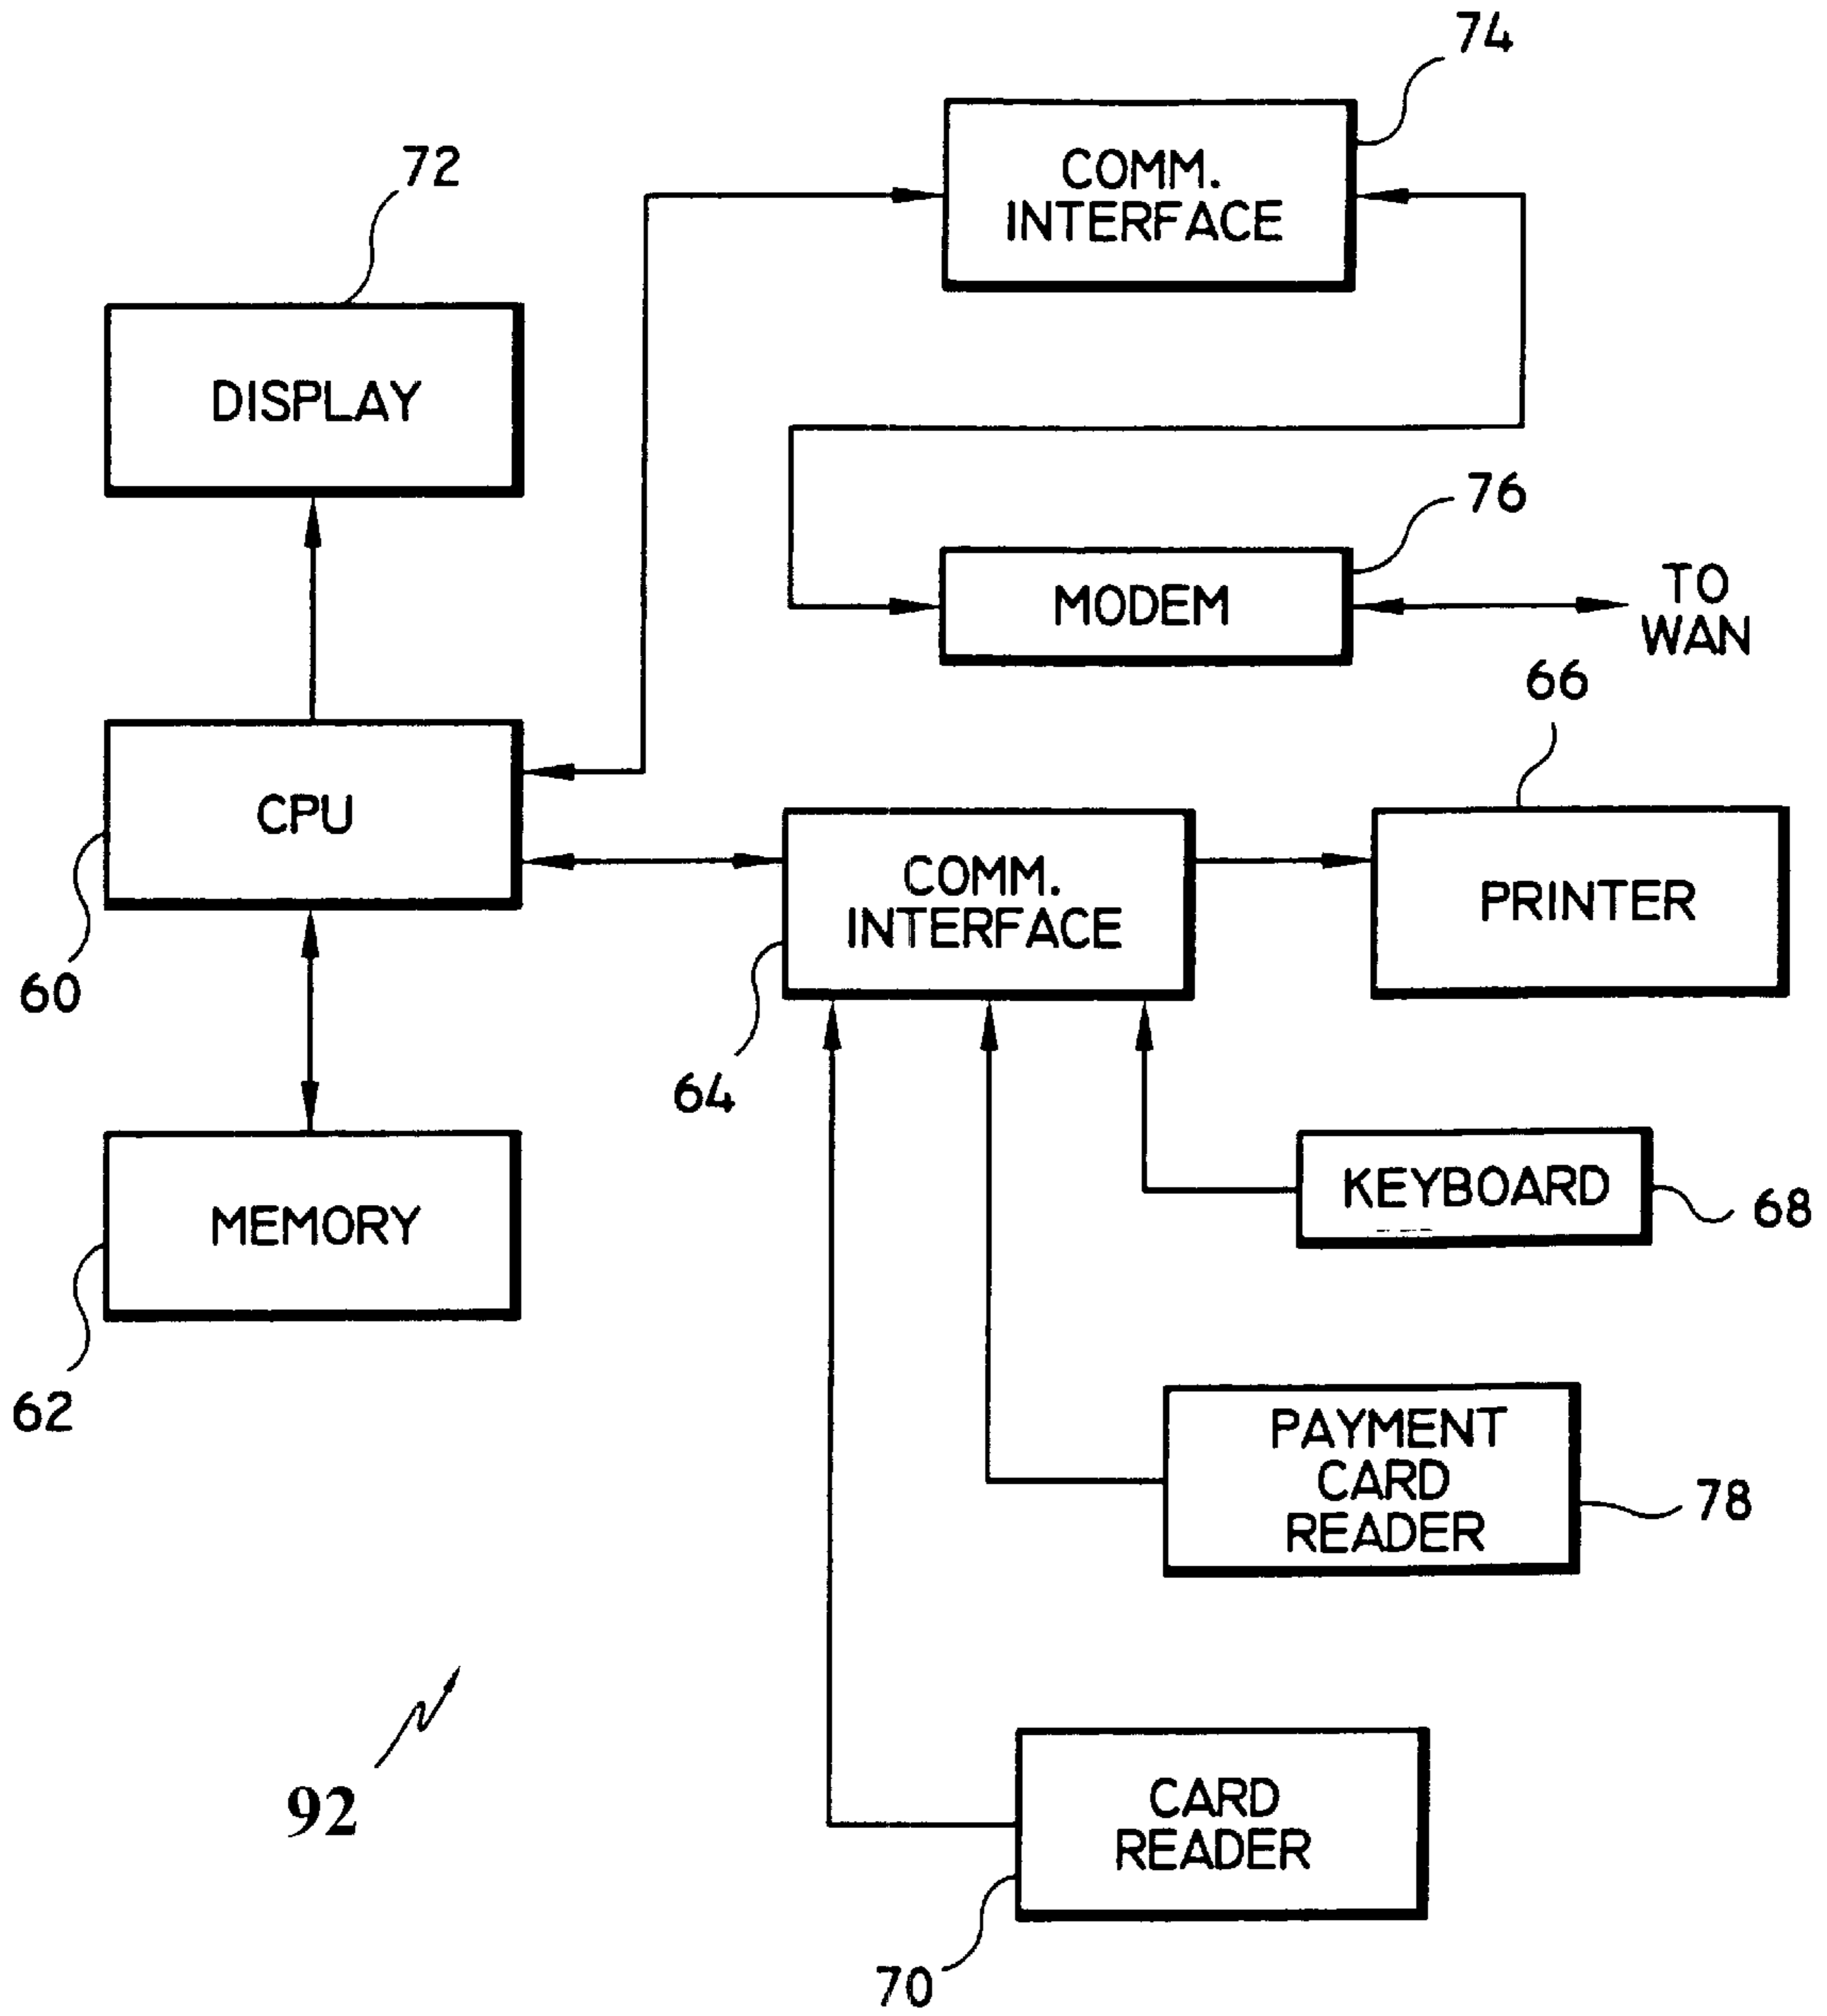 74
COMM.
INTERFACE
72
DISPLAY
76
MODEM
TO
WAN
66
CPU
60
COMM.
INTERFACE
64
PRINTER
KEYBOARD
68
MEMORY
62
PAYMENT
CARD
READER
78
92
CARD
READER
70